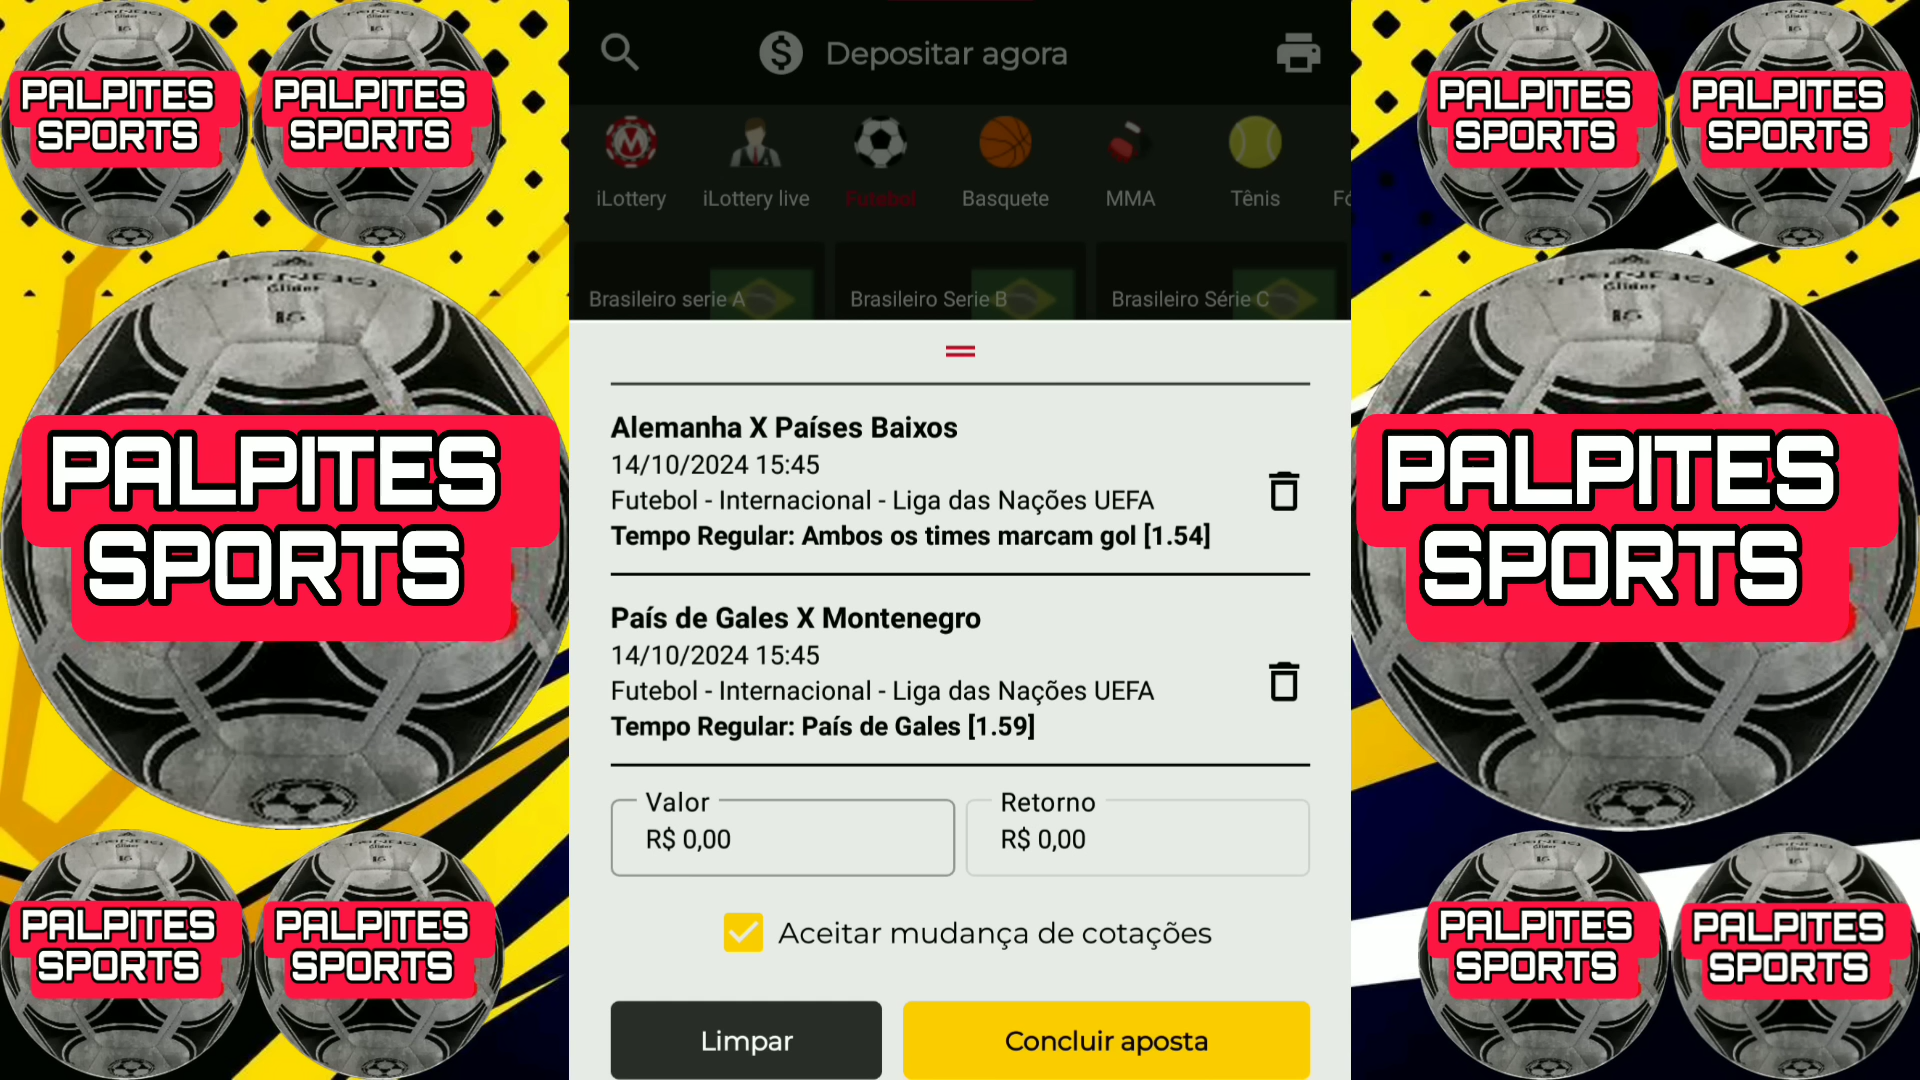 PALPITES
SPORTS
PALPITES
SPORTS
PALPITES
SPORTS
PALPITES
SPORTS
PALPITES
SPORTS
Depositar agora
iLottery
iLottery live
Futebol
Basquete
MMA
Tênis
Fó
Brasileiro serie A
Brasileiro Serie B
Brasileiro Série C
Alemanha X Países Baixos
14/10/2024 15:45
Futebol - Internacional - Liga das Nações UEFA
Tempo Regular: Ambos os times marcam gol [1.54]
País de Gales X Montenegro
14/10/2024 15:45
Futebol - Internacional - Liga das Nações UEFA
Tempo Regular: País de Gales [1.59]
Valor
R$ 0,00
Retorno
R$ 0,00
Aceitar mudança de cotações
Limpar
Concluir aposta
PALPITES
SPORTS
PALPITES
SPORTS
PALPITES
SPORTS
PALPITES
SPORTS
PALPITES
SPORTS